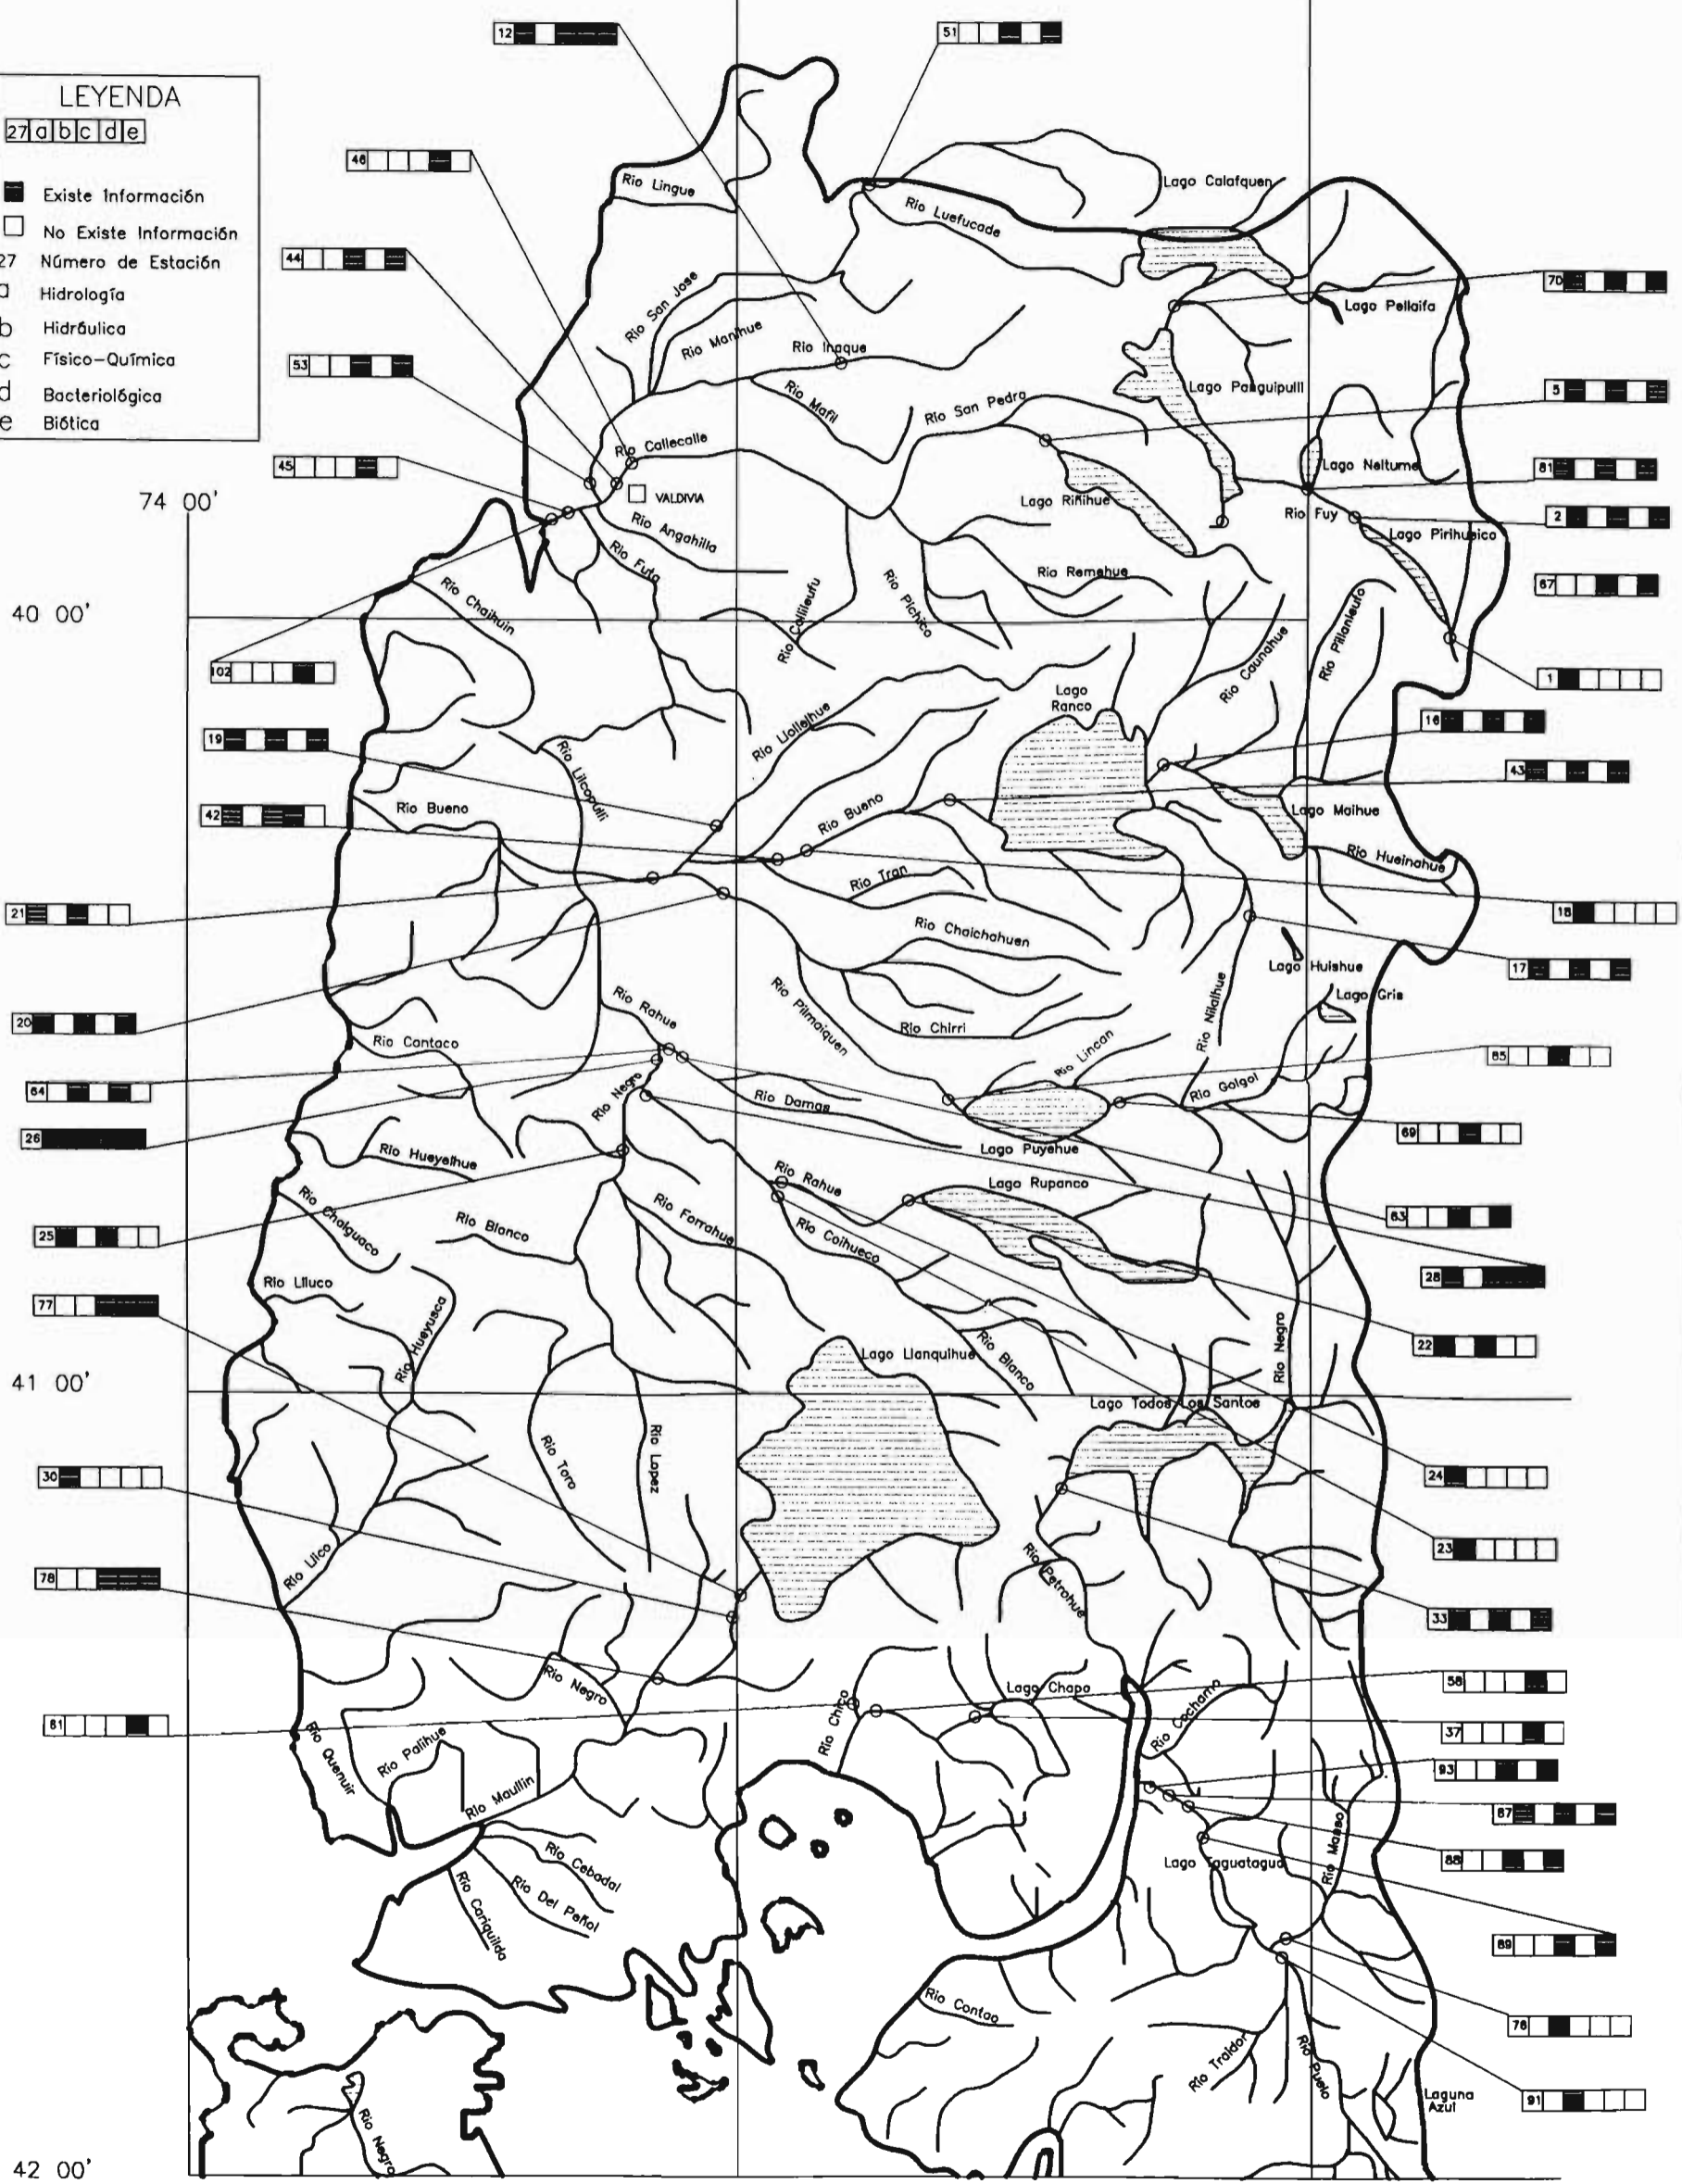 12
51
LEYENDA
27 a b c d e
Existe Información
No Existe Información
27 Número de Estación
a Hidrología
b Hidráulica
c Físico-Química
d Bacteriológica
e Biótica
46
44
53
45
74 00'
40 00'
102
19
42
21
20
64
26
25
77
41 00'
30
78
61
42 00'
70
5
81
2
67
1
16
43
18
17
65
69
63
28
22
24
23
33
58
37
93
87
88
89
76
91
Rio Lingue
Lago Calafquen
Rio Luefucade
Rio San Jose
Rio Manihue
Rio Inaque
Lago Pellaifa
Rio Mafil
Lago Panguipulli
Rio San Pedro
Rio Callecalle
Lago Neltume
VALDIVIA
Lago Riñihue
Rio Fuy
Lago Pirihueico
Rio Angahilla
Rio Futa
Rio Remehue
Rio Chaihuin
Rio Collileufu
Rio Pichico
Rio Caunahue
Rio Pillanleufo
Lago
Ranco
Rio Llollelhue
Rio Lilcopulli
Rio Bueno
Rio Bueno
Lago Maihue
Rio Hueinahue
Rio Tran
Rio Chaichahuen
Lago Huishue
Lago Gris
Rio Rahue
Rio Pilmaiquen
Rio Chirri
Rio Nilalhue
Rio Contaco
Rio Lincan
Rio Golgol
Rio Negro
Rio Damas
Lago Puyehue
Rio Hueyelhue
Rio Rahue
Lago Rupanco
Rio Cholguaco
Rio Blanco
Rio Forrahue
Rio Coihueco
Rio Lliuco
Rio Hueyusca
Lago Llanquihue
Rio Blanco
Rio Negro
Lago Todos Los Santos
Rio Toro
Rio Lopez
Rio Llico
Rio Petrohue
Rio Negro
Lago Chapo
Rio Chico
Rio Cochamo
Rio Quenuir
Rio Palihue
Rio Maullin
Rio Cebadal
Rio Del Peñol
Rio Cariquilda
Lago Taguatagua
Rio Manso
Rio Contao
Rio Traidor
Rio Puelo
Laguna
Azul
Rio Negro